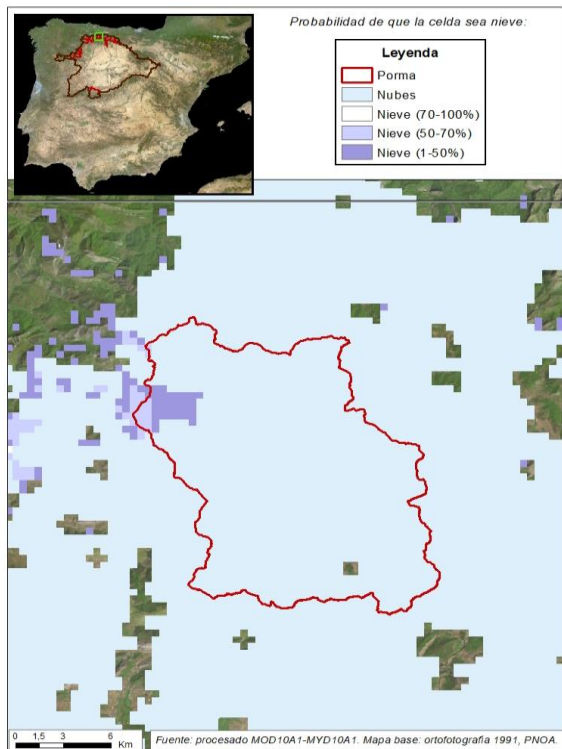 Probabilidad de que la celda sea nieve:
Leyenda
Porma
Nubes
Nieve (70-100%)
Nieve (50-70%)
Nieve (1-50%)
0 1,5 3 6
Km
Fuente: procesado MOD10A1-MYD10A1. Mapa base: ortofotografía 1991, PNOA.